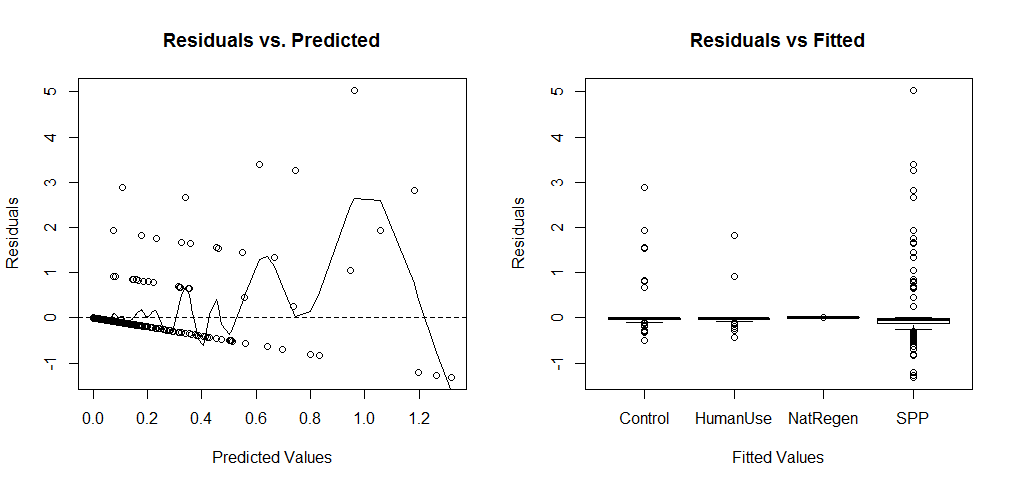 Residuals vs. Predicted
Residuals
5
4
3
2
1
0
-1
0.0 0.2 0.4 0.6 0.8 1.0 1.2
Predicted Values
Residuals vs Fitted
Residuals
5
4
3
2
1
0
-1
Control HumanUse NatRegen SPP
Fitted Values